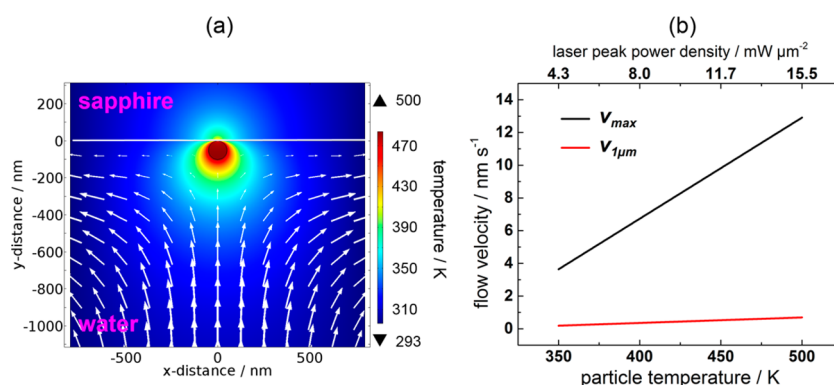 (a)
(b)
sapphire
water
200
0
-200
-400
-600
-800
-1000
y-distance / nm
-500
0
500
x-distance / nm
500
470
430
390
350
310
293
temperature / K
laser peak power density / mW µm⁻²
4.3
8.0
11.7
15.5
14
12
10
8
6
4
2
0
flow velocity / nm s⁻¹
Vmax
V1µm
350
400
450
500
particle temperature / K